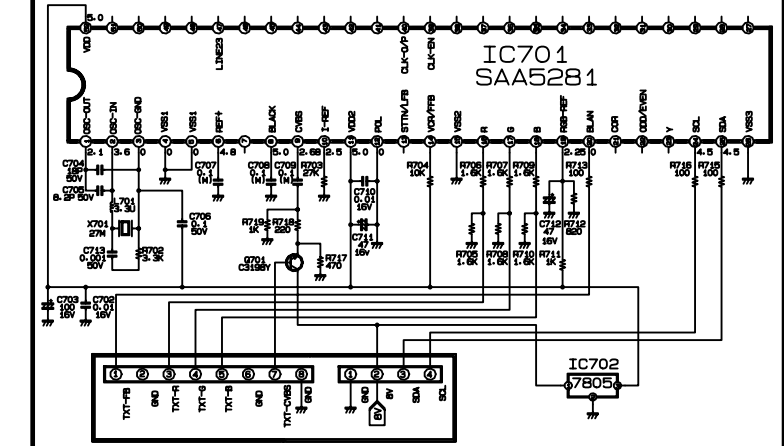 5.0
VDD
LINE23
CLK-O/P
CLK-EN
IC701
SAA5281
OSC-OUT
OSC-IN
OSC-GND
VSS1
VSS1
REF+
BLACK
CVBS
I-REF
VDD2
POL
STTN/LFB
VCR/FFB
VSS2
R
G
B
RGB-REF
BLAN
COR
ODD/EVEN
Y
SCL
SDA
VSS3
2.1
3.6
0
0
0
4.8
5.0
2.68
2.5
5.0
0
2.25
0
4.5
4.5
C704
18P
50V
C705
8.2P 50V
L701
3.3U
X701
27M
C713
0.001
50V
R702
3.3K
C706
0.1
50V
C707
0.1
(M)
C708
0.1
(M)
C709
0.1
(M)
R703
27K
R719
1K
R718
220
Q701
C3198Y
R717
470
C710
0.01
16V
C711
47
16v
R704
10K
R706
1.6K
R707
1.6K
R709
1.6K
R705
1.6K
R708
1.6K
R710
1.6K
R713
100
C712
47
16V
R712
820
R711
1K
R716
100
R715
100
C703
100
16V
C702
0.01
16V
1 2 3 4 5 6 7 8
TXT-FB
GND
TXT-R
TXT-G
TXT-B
GND
TXT-CVBS
GND
1 2 3 4
GND
8V
SDA
SCL
8V
IC702
7805